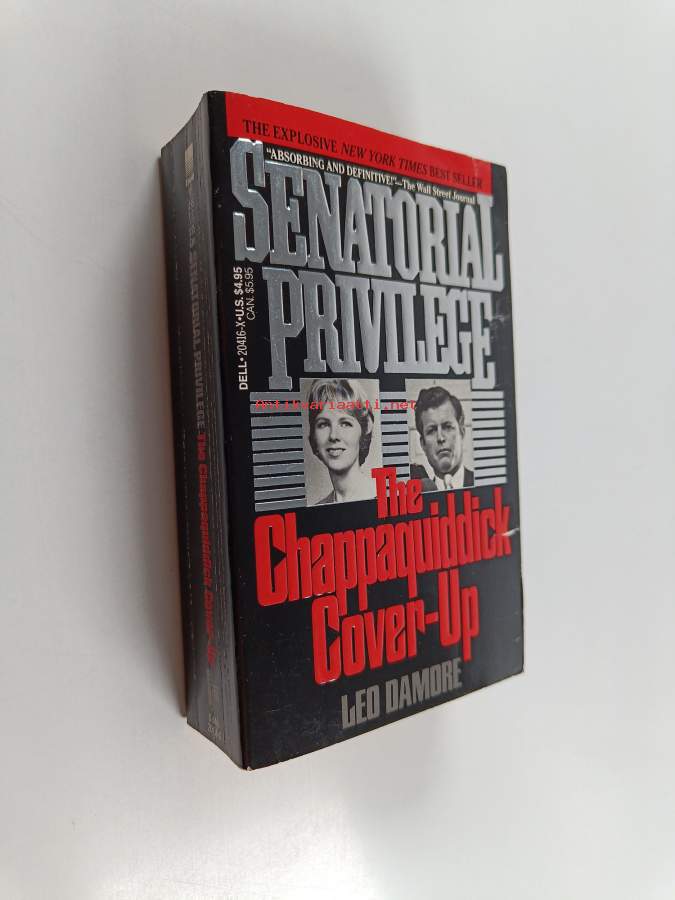 THE EXPLOSIVE NEW YORK TIMES BEST SELLER
"ABSORBING AND DEFINITIVE!"—The Wall Street Journal
SENATORIAL
PRIVILEGE
DELL • 20416-X • U.S. $4.95
CAN. $5.95
Antikvariaatti.net
The
Chappaquiddick
Cover-Up
LEO DAMORE
SENATORIAL PRIVILEGE The Chappaquiddick Cover-Up